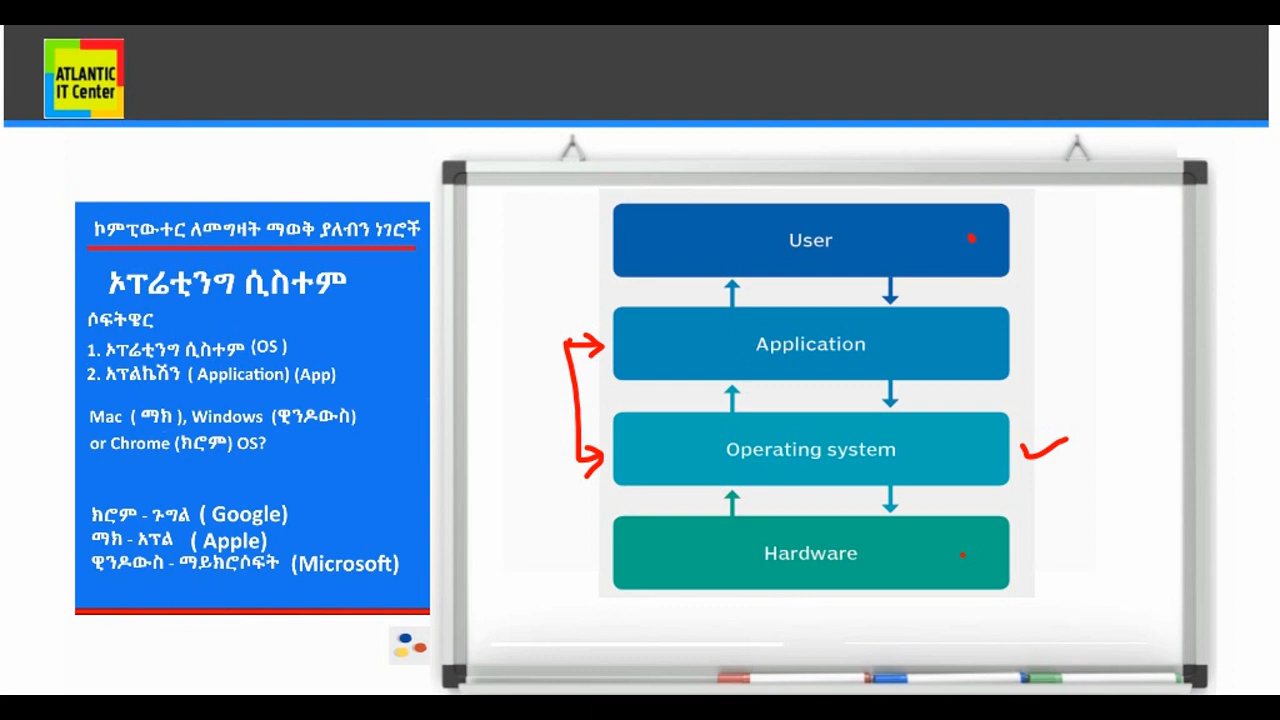 ATLANTIC
IT Center
ኮምፒውተር ለመግዛት ማወቅ ያለብን ነገሮች
ኦፐሬቲንግ ሲስተም
ሶፍትዌር
1. ኦፐሬቲንግ ሲስተም (OS )
2. አፕልኬሽን ( Application) (App)
Mac ( ማክ ), Windows (ዊንዶውስ)
or Chrome (ክሮም) OS?
ክሮም - ጉግል ( Google)
ማክ - አፕል ( Apple)
ዊንዶውስ - ማይክሮሶፍት (Microsoft)
User
Application
Operating system
Hardware